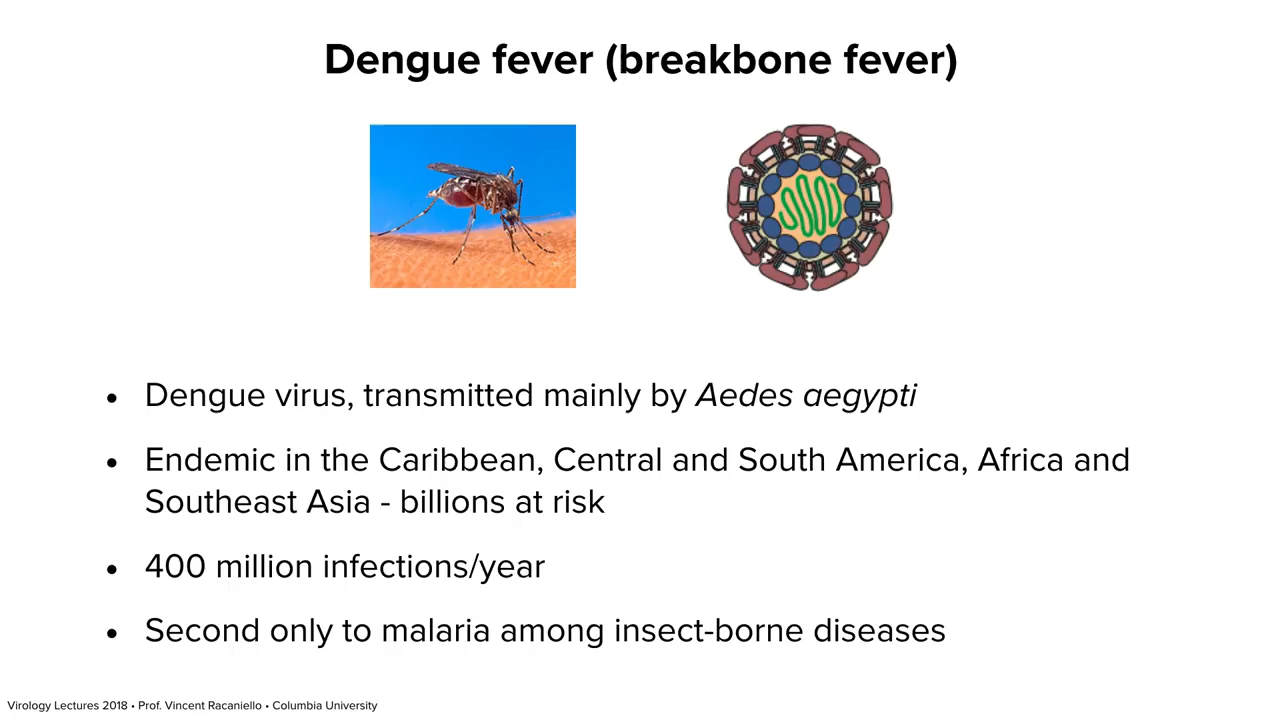 Dengue fever (breakbone fever)
• Dengue virus, transmitted mainly by Aedes aegypti
• Endemic in the Caribbean, Central and South America, Africa and
Southeast Asia - billions at risk
• 400 million infections/year
• Second only to malaria among insect-borne diseases
Virology Lectures 2018 • Prof. Vincent Racaniello • Columbia University